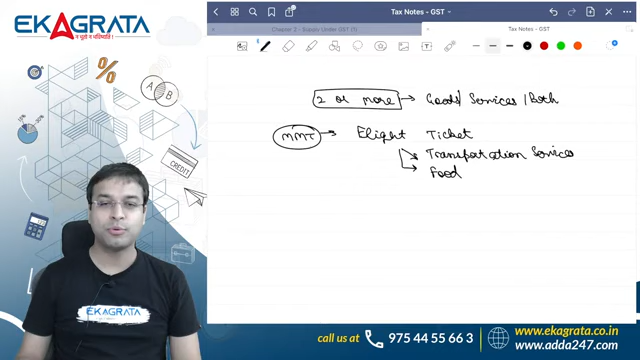 EKAGRATA
Tax Notes - GST
Chapter 2 - Supply Under GST (1)
Tax Notes - GST
15%
30%
%
A
B
CREDIT
2 or more → Goods/ Services / Both
MMT → Flight Ticket
→ Transportation Services
→ Food
EKAGRATA
call us at 975 44 55 66 3
www.ekagrata.co.in
www.adda247.com